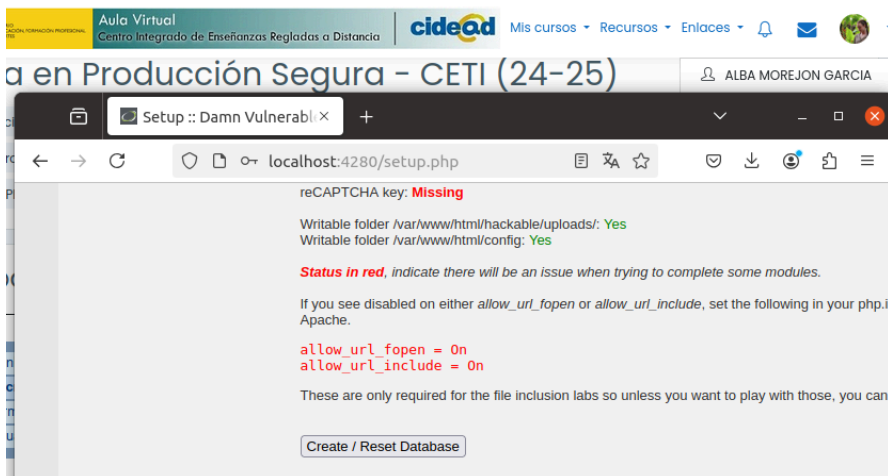 Aula Virtual
Centro Integrado de Enseñanzas Regladas a Distancia
cidead
Mis cursos
Recursos
Enlaces
a en Producción Segura - CETI (24-25)
ALBA MOREJON GARCIA
Setup :: Damn Vulnerabl
localhost:4280/setup.php
reCAPTCHA key: Missing
Writable folder /var/www/html/hackable/uploads/: Yes
Writable folder /var/www/html/config: Yes
Status in red, indicate there will be an issue when trying to complete some modules.
If you see disabled on either allow_url_fopen or allow_url_include, set the following in your php.i
Apache.
allow_url_fopen = On
allow_url_include = On
These are only required for the file inclusion labs so unless you want to play with those, you can
Create / Reset Database